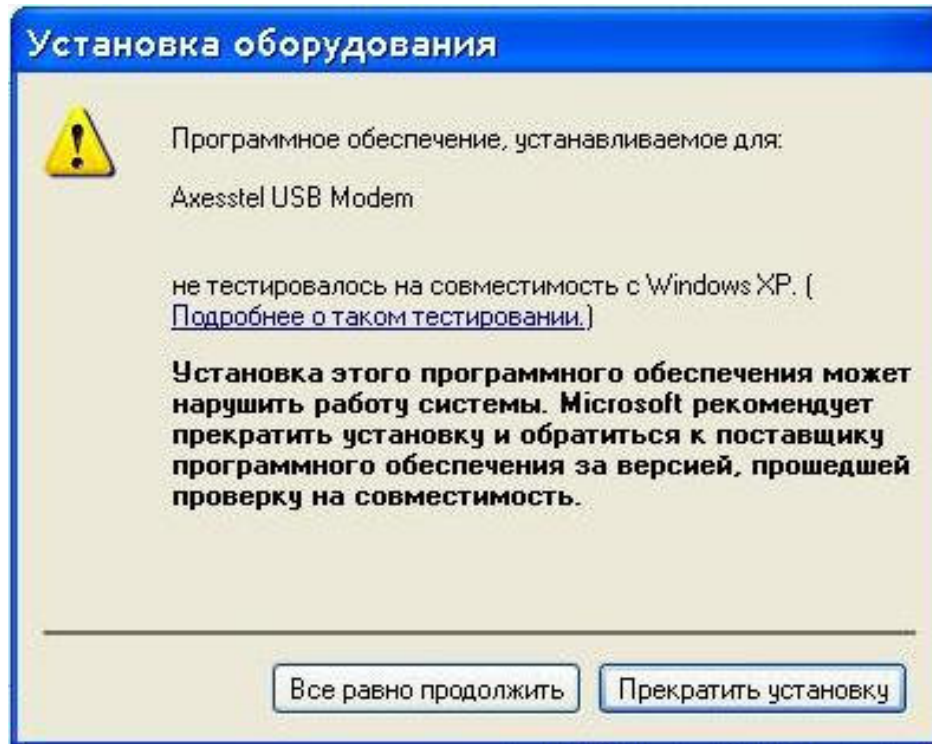 Установка оборудования
Программное обеспечение, устанавливаемое для:
Axesstel USB Modem
не тестировалось на совместимость с Windows XP. (
Подробнее о таком тестировании.)
Установка этого программного обеспечения может
нарушить работу системы. Microsoft рекомендует
прекратить установку и обратиться к поставщику
программного обеспечения за версией, прошедшей
проверку на совместимость.
Все равно продолжить
Прекратить установку